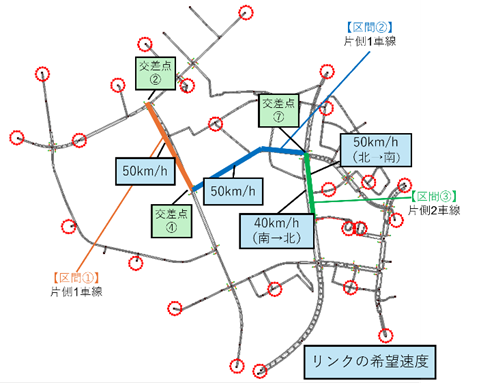 【区間②】
片側1車線
交差点
②
交差点
⑦
50km/h
(北→南)
50km/h
50km/h
【区間③】
片側2車線
交差点
④
40km/h
(南→北)
【区間①】
片側1車線
リンクの希望速度